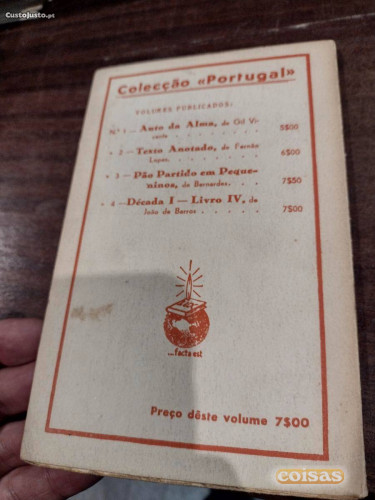 CustoJusto.pt
Colecção «Portugal»
VOLUMES PUBLICADOS:
N.º 1 — Auto da Alma, de Gil Vi-
cente . . . . . . . . 5$00
» 2 — Texto Anotado, de Fernão
Lopes. . . . . . . . . 6$00
» 3 — Pão Partido em Peque-
ninos, de Bernardes. . . . 7$50
» 4 — Década I — Livro IV, de
João de Barros . . . . . 7$00
...facta est
Preço dêste volume 7$00
coisas